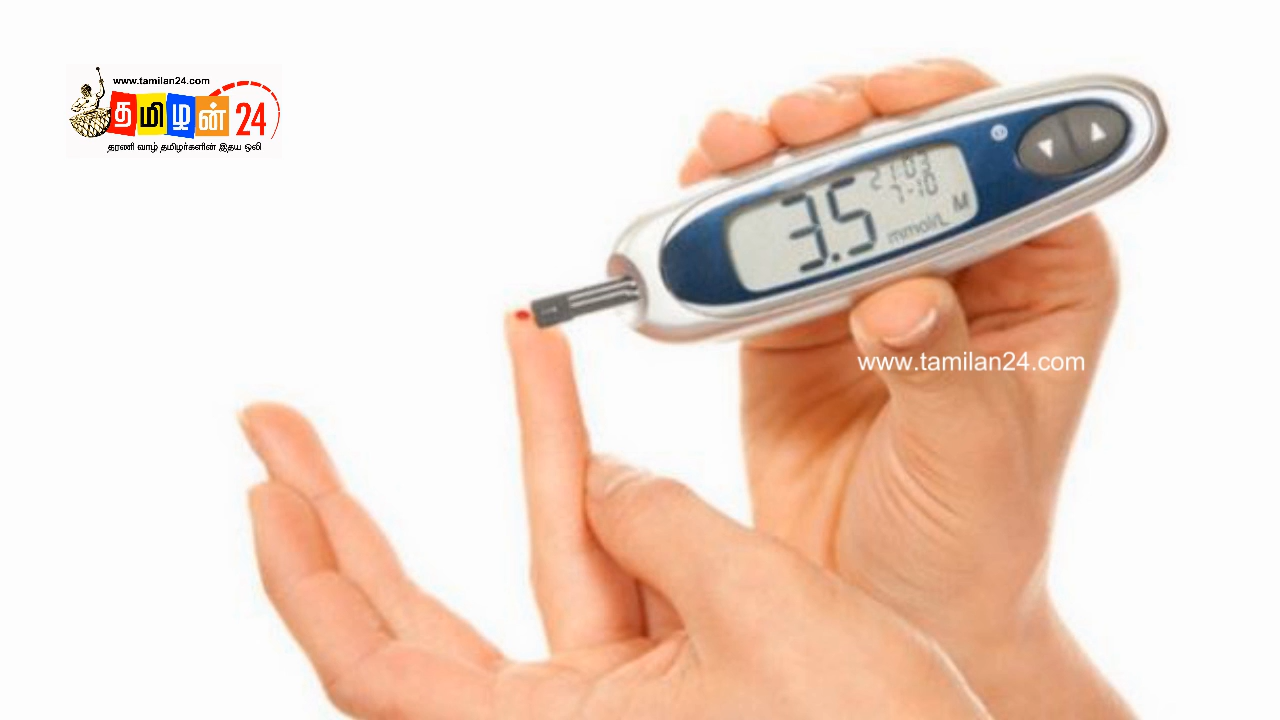 www.tamilan24.com
தமிழன் 24
தரணி வாழ் தமிழர்களின் இதய ஒலி
21:03
7-10
3.5
mmol/L
M
www.tamilan24.com